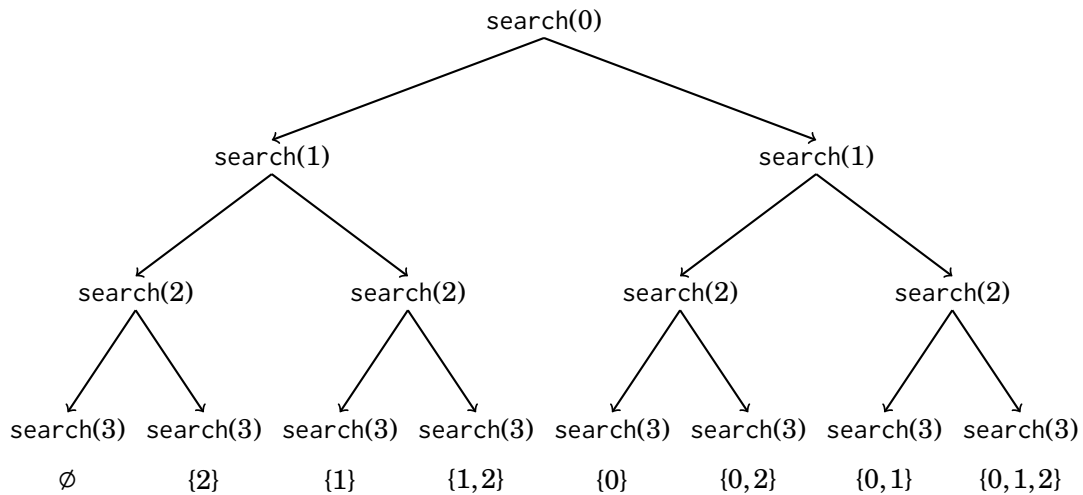 search(0)
search(1) search(1)
search(2) search(2) search(2) search(2)
search(3) search(3) search(3) search(3) search(3) search(3) search(3) search(3)
∅ {2} {1} {1,2} {0} {0,2} {0,1} {0,1,2}